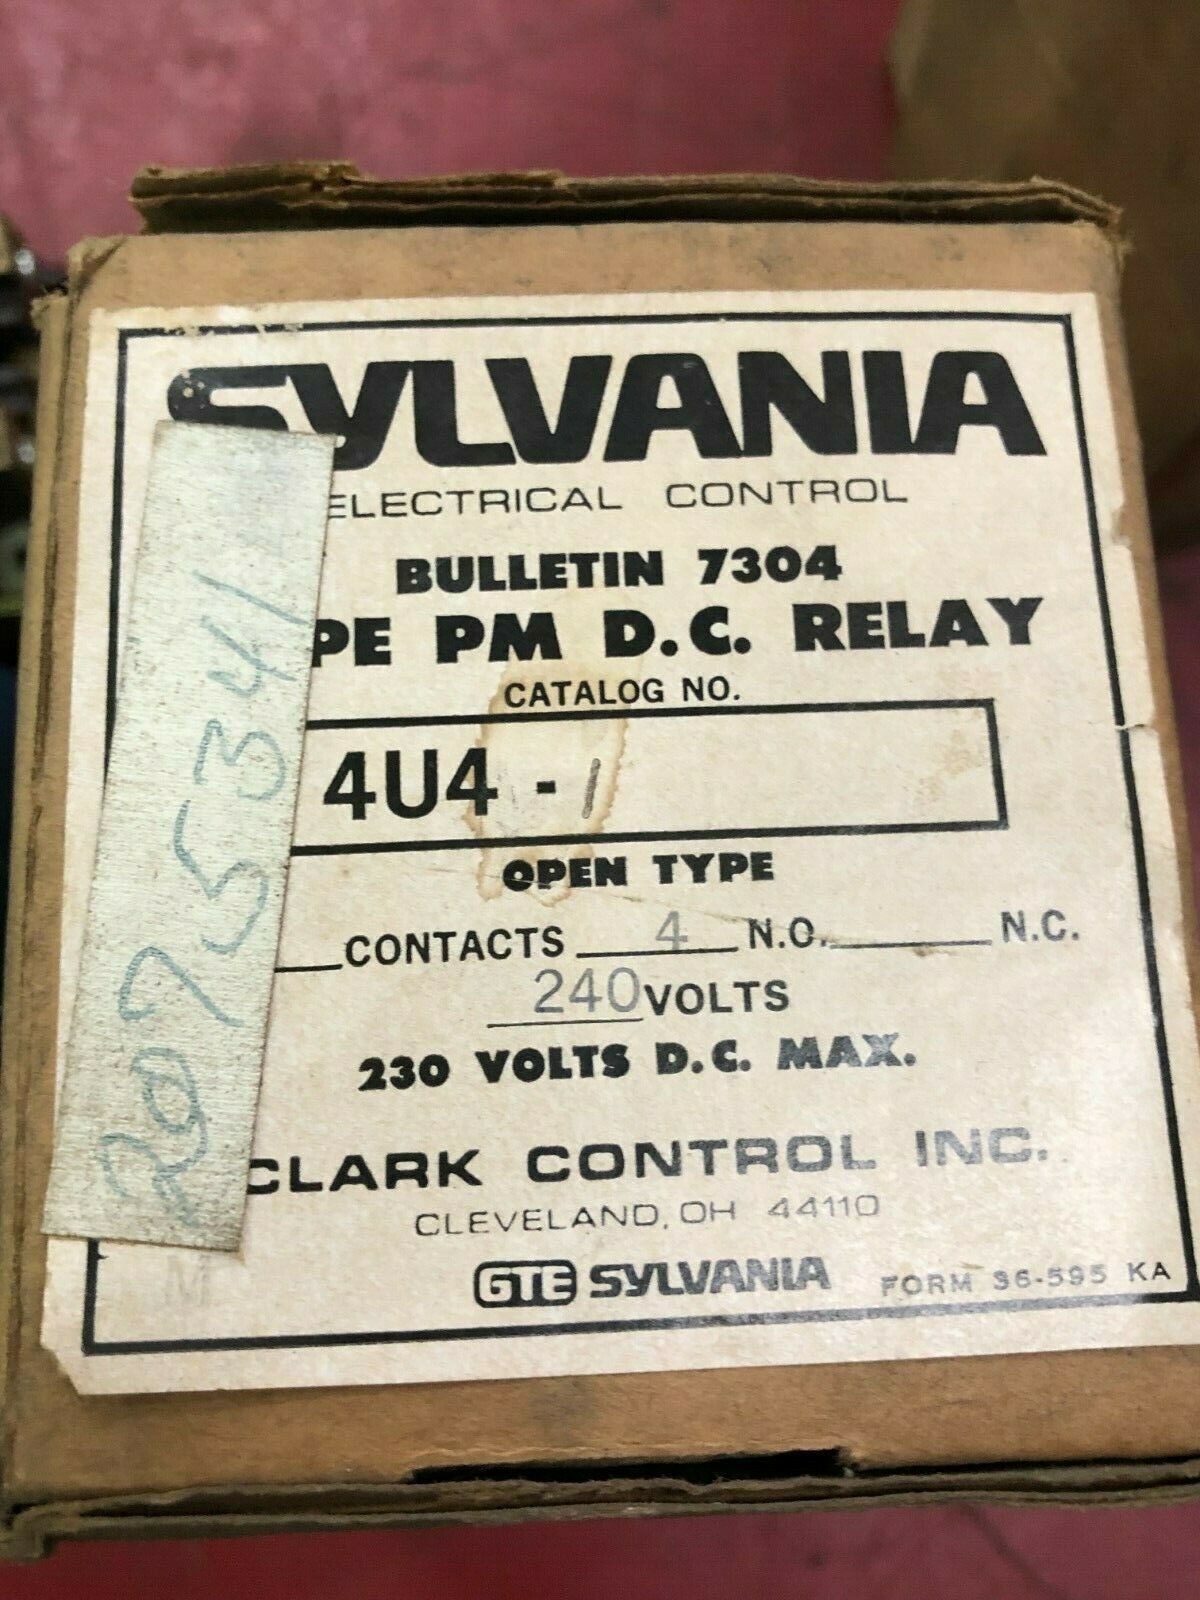 SYLVANIA
ELECTRICAL CONTROL
BULLETIN 7304
PE PM D.C. RELAY
CATALOG NO.
4U4 - 1
OPEN TYPE
CONTACTS 4 N.O. N.C.
240 VOLTS
230 VOLTS D.C. MAX.
CLARK CONTROL INC.
CLEVELAND, OH 44110
GTE SYLVANIA FORM 36-595 KA
M
2095341